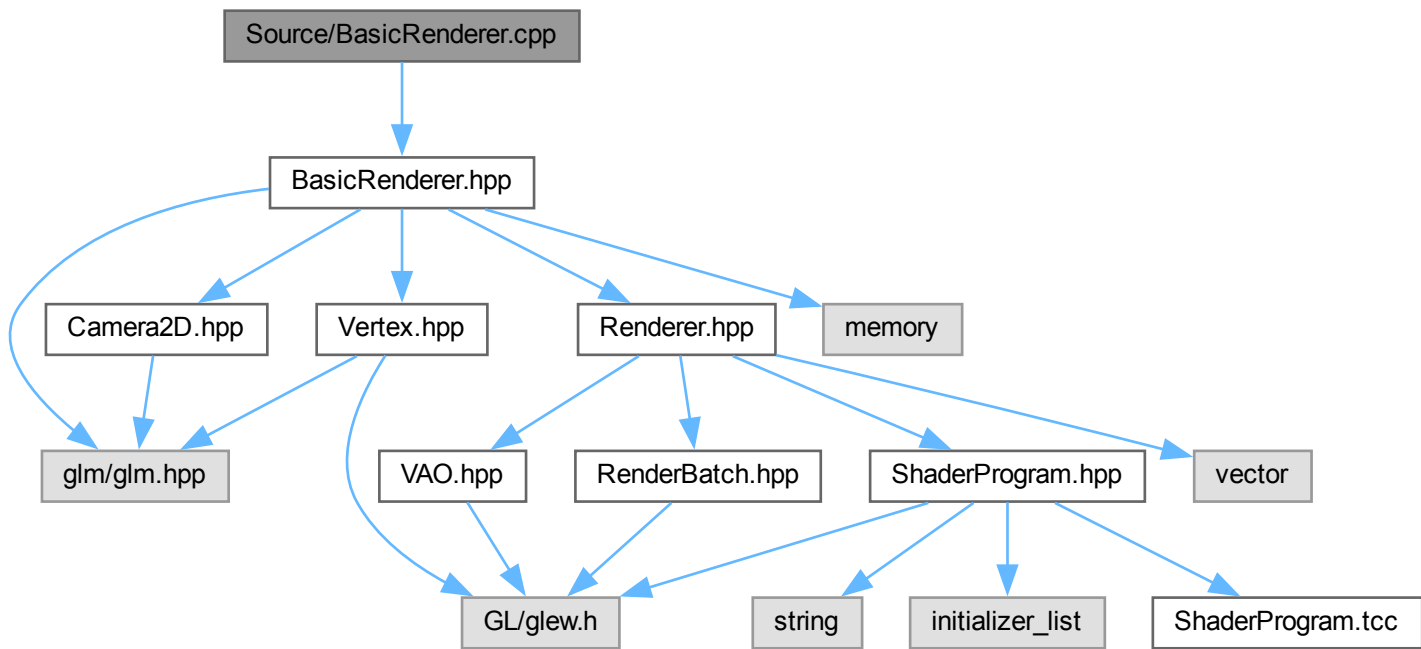 Source/BasicRenderer.cpp
BasicRenderer.hpp
Camera2D.hpp
Vertex.hpp
Renderer.hpp
memory
glm/glm.hpp
VAO.hpp
RenderBatch.hpp
ShaderProgram.hpp
vector
GL/glew.h
string
initializer_list
ShaderProgram.tcc